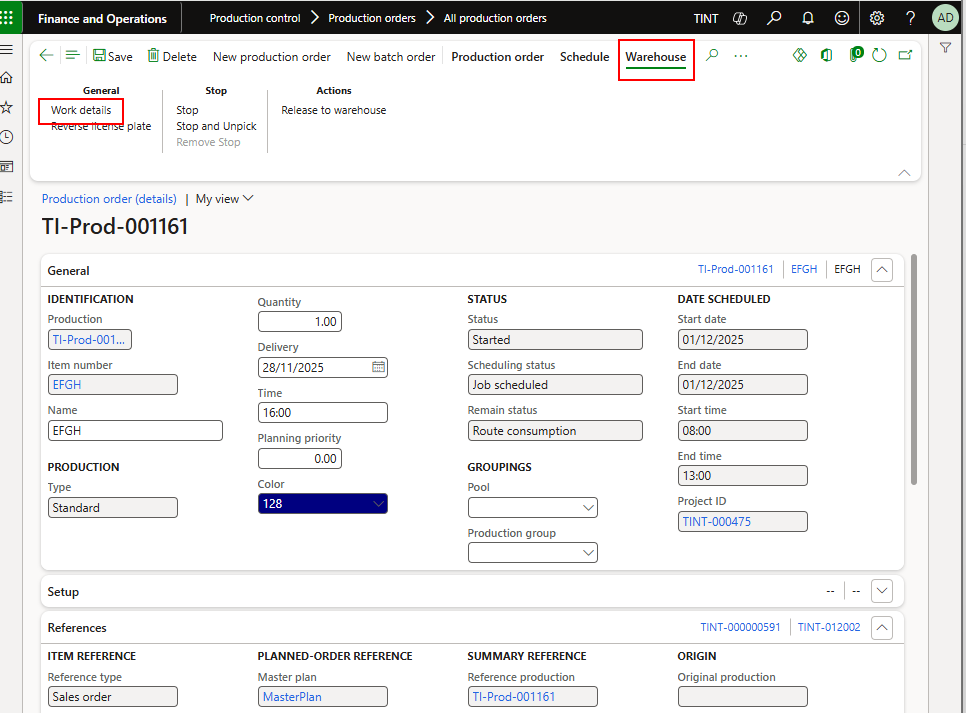 Finance and Operations
Production control > Production orders > All production orders
TINT
AD
Save Delete New production order New batch order Production order Schedule Warehouse ... 0
General Stop Actions
Work details Stop Release to warehouse
Reverse license plate Stop and Unpick
Remove Stop
Production order (details) | My view
TI-Prod-001161
General TI-Prod-001161 EFGH EFGH
IDENTIFICATION
Production
TI-Prod-001...
Item number
EFGH
Name
EFGH
PRODUCTION
Type
Standard
Quantity
1.00
Delivery
28/11/2025
Time
16:00
Planning priority
0.00
Color
128
STATUS
Status
Started
Scheduling status
Job scheduled
Remain status
Route consumption
GROUPINGS
Pool
Production group
DATE SCHEDULED
Start date
01/12/2025
End date
01/12/2025
Start time
08:00
End time
13:00
Project ID
TINT-000475
Setup -- --
References TINT-000000591 TINT-012002
ITEM REFERENCE
Reference type
Sales order
PLANNED-ORDER REFERENCE
Master plan
MasterPlan
SUMMARY REFERENCE
Reference production
TI-Prod-001161
ORIGIN
Original production